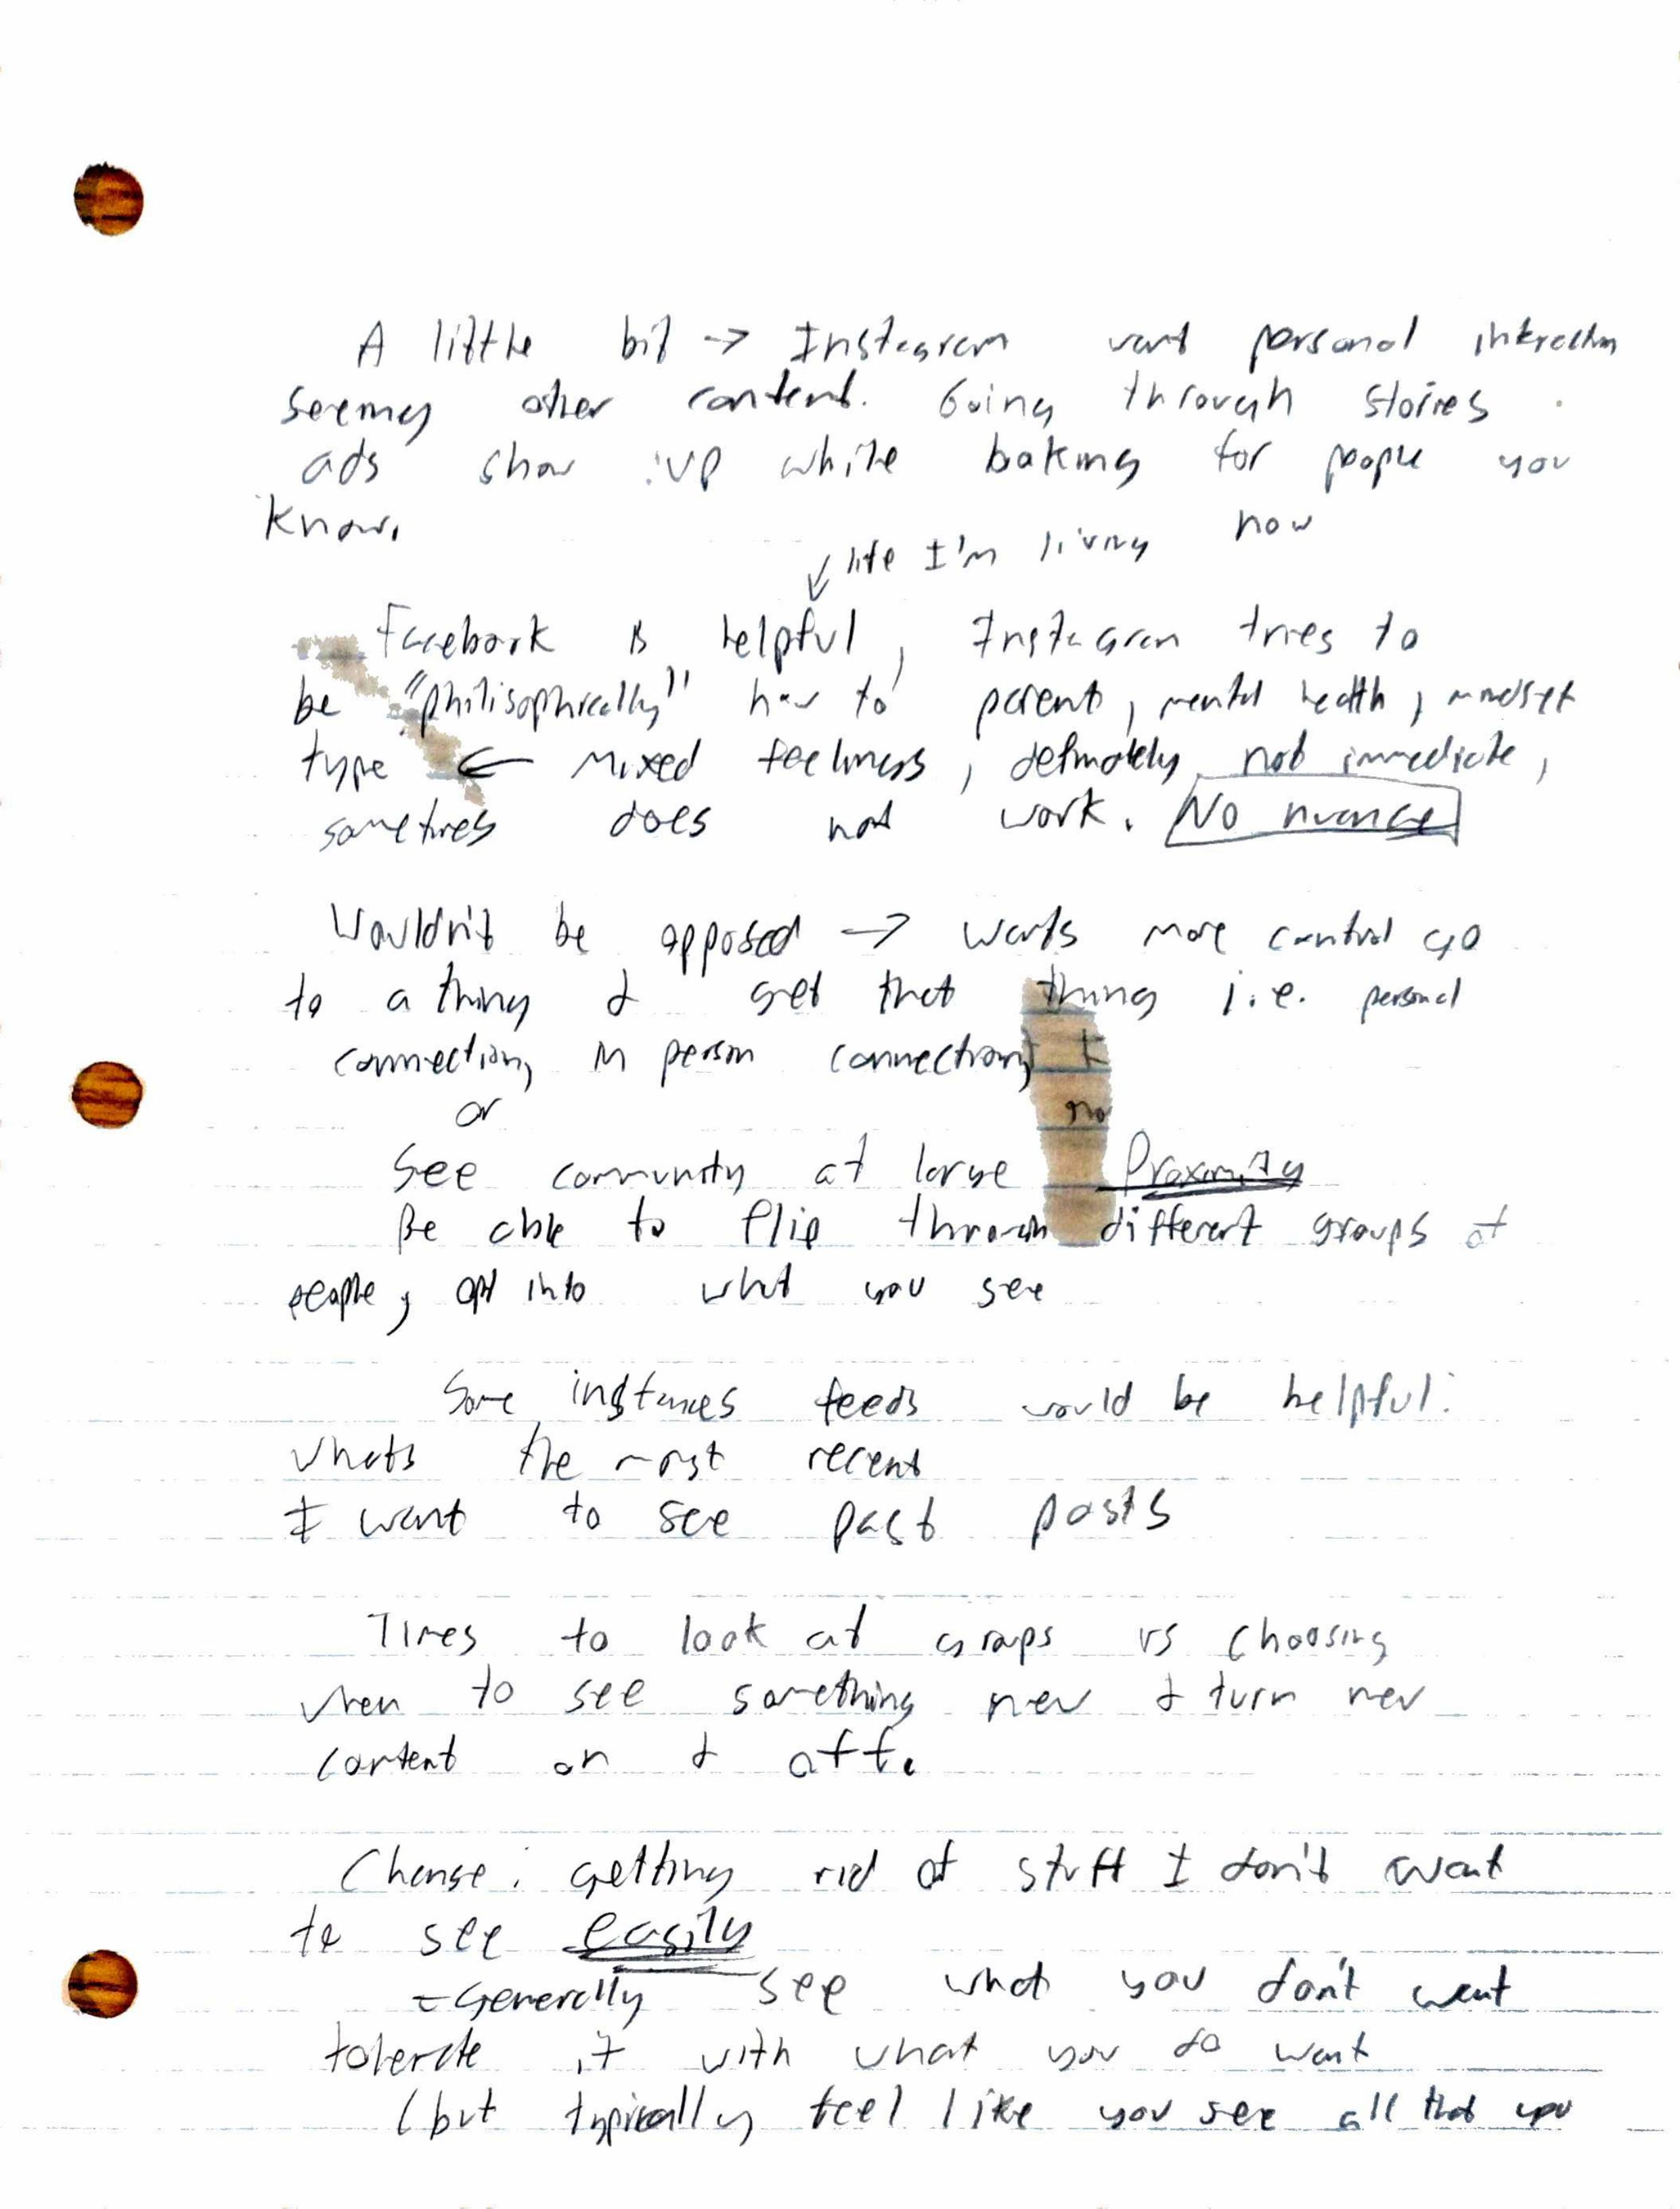 A little bit → Instagram want personal interaction
seeing other content. Going through stories
ads show up while looking for people you
know.
life I'm living now
Facebook is helpful, Instagram tries to
be "philisophically" how to parent, mental health, mindset
type ← mixed feelings, definitely not immediate,
sometimes does not work. No nuance
Wouldn't be opposed → wants more control go
to a thing & get that thing i.e. personal
connection, in person connection,
or
no
see community at large Proximity
Be able to flip through different groups of
people, opt into what you see
Some instances feeds would be helpful:
whats the most recent
I want to see past posts
Times to look at groups vs choosing
when to see something new & turn new
content on & off.
Change: getting rid of stuff I don't want
to see easily
- Generally see what you don't want
tolerate it with what you do want
(but typically feel like you see all that you